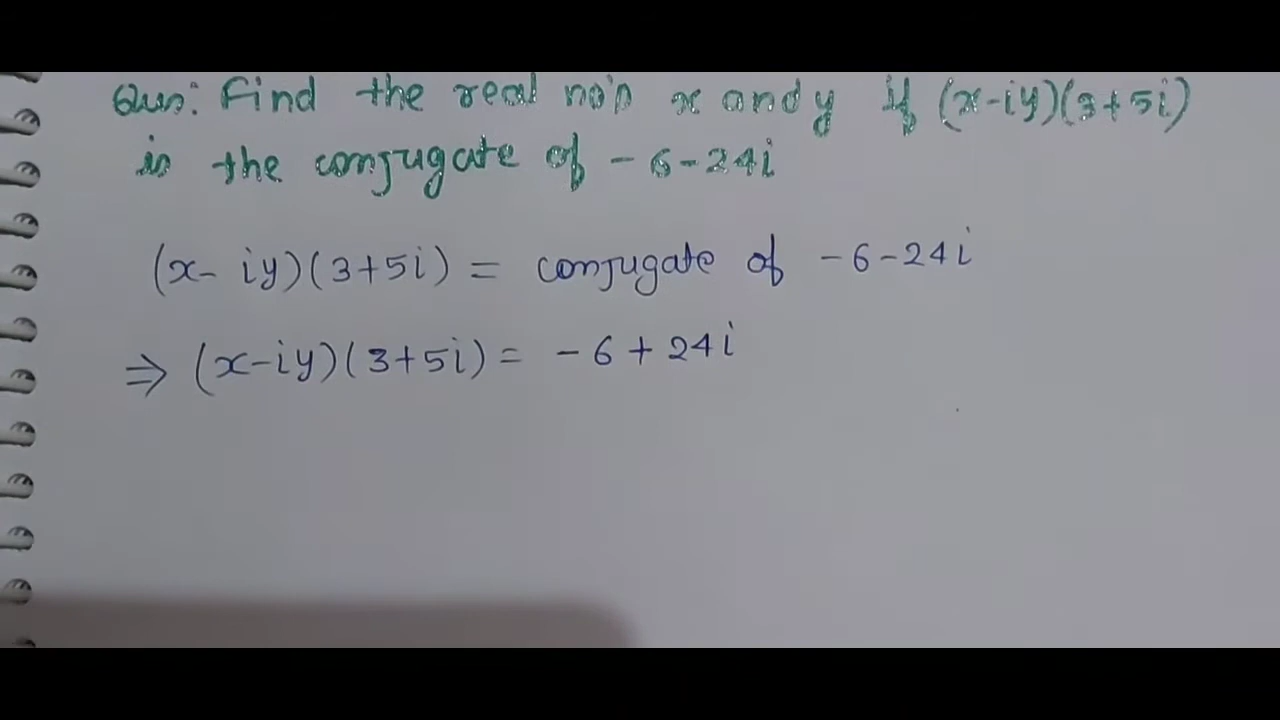 Qus: Find the real no's x and y if (x-iy)(3+5i)
is the conjugate of -6-24i
(x- iy)(3+5i) = conjugate of -6-24i
⇒ (x-iy)(3+5i) = -6+24i